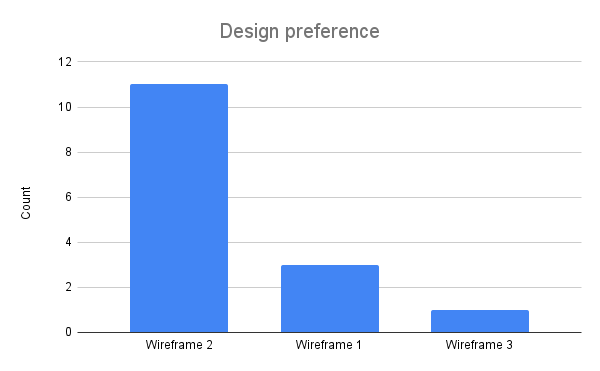 Design preference
12
10
8
6
4
2
0
Count
Wireframe 2
Wireframe 1
Wireframe 3